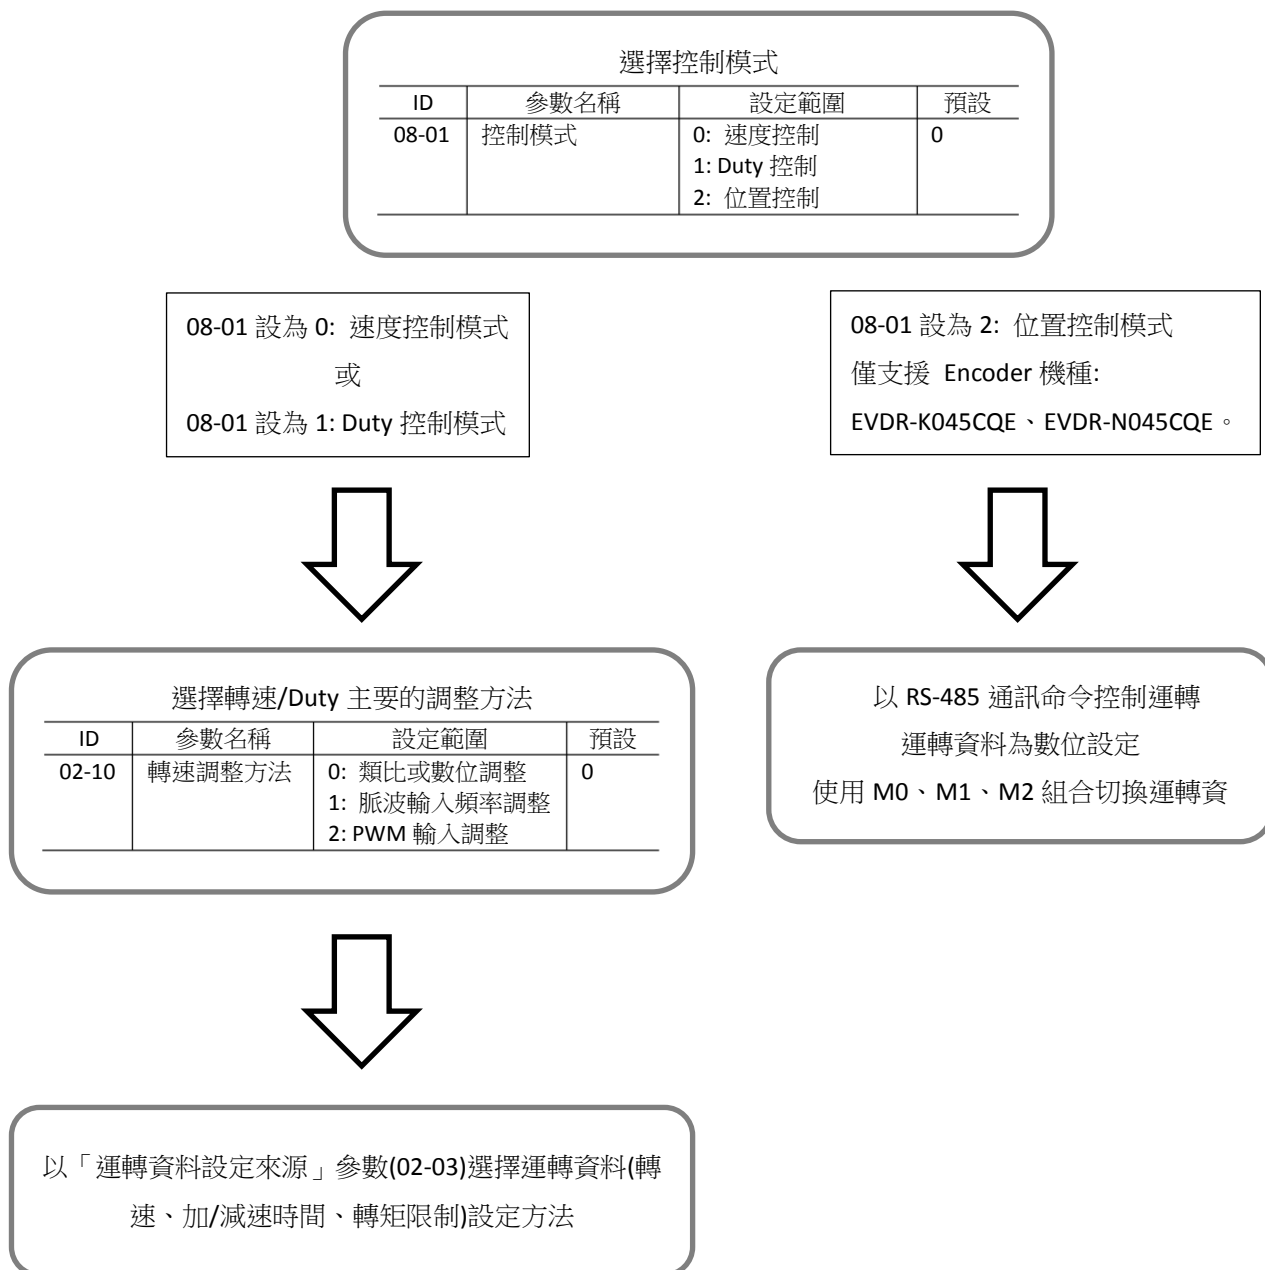 選擇控制模式
ID 參數名稱 設定範圍 預設
08-01 控制模式 0: 速度控制 0
1: Duty 控制
2: 位置控制
08-01 設為 0: 速度控制模式
或
08-01 設為 1: Duty 控制模式
08-01 設為 2: 位置控制模式
僅支援 Encoder 機種:
EVDR-K045CQE、EVDR-N045CQE。
選擇轉速/Duty 主要的調整方法
ID 參數名稱 設定範圍 預設
02-10 轉速調整方法 0: 類比或數位調整 0
1: 脈波輸入頻率調整
2: PWM 輸入調整
以 RS-485 通訊命令控制運轉
運轉資料為數位設定
使用 M0、M1、M2 組合切換運轉資
以「運轉資料設定來源」參數(02-03)選擇運轉資料(轉
速、加/減速時間、轉矩限制)設定方法